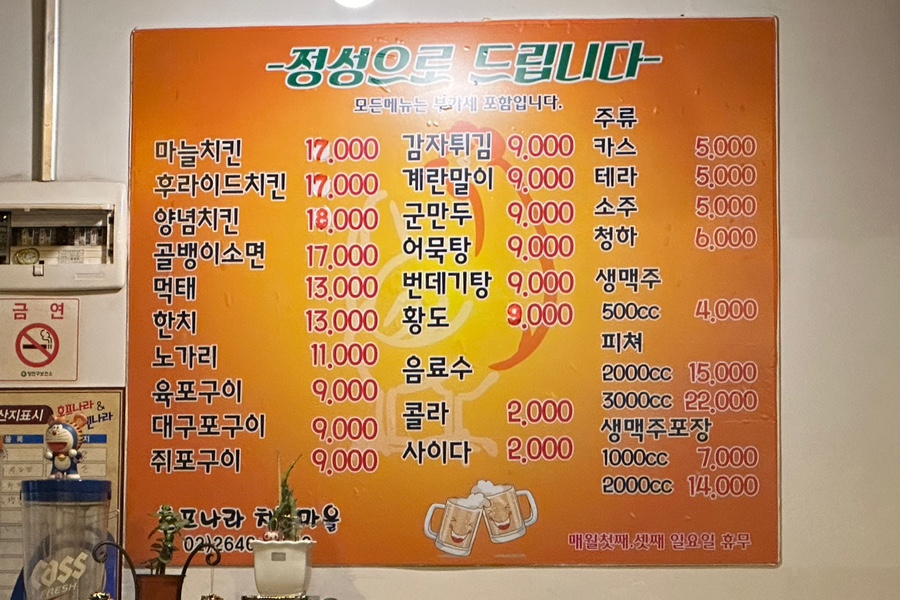 -정성으로 드립니다-
모든메뉴는 부가세 포함입니다.
마늘치킨 17,000
후라이드치킨 17,000
양념치킨 18,000
골뱅이소면 17,000
먹태 13,000
한치 13,000
노가리 11,000
육포구이 9,000
대구포구이 9,000
쥐포구이 9,000
감자튀김 9,000
계란말이 9,000
군만두 9,000
어묵탕 9,000
번데기탕 9,000
황도 9,000
음료수
콜라 2,000
사이다 2,000
주류
카스 5,000
테라 5,000
소주 5,000
청하 6,000
생맥주
500cc 4,000
피쳐
2000cc 15,000
3000cc 22,000
생맥주포장
1000cc 7,000
2000cc 14,000
매월첫째.셋째 일요일 휴무
02)2646
금 연
Cass
FRESH